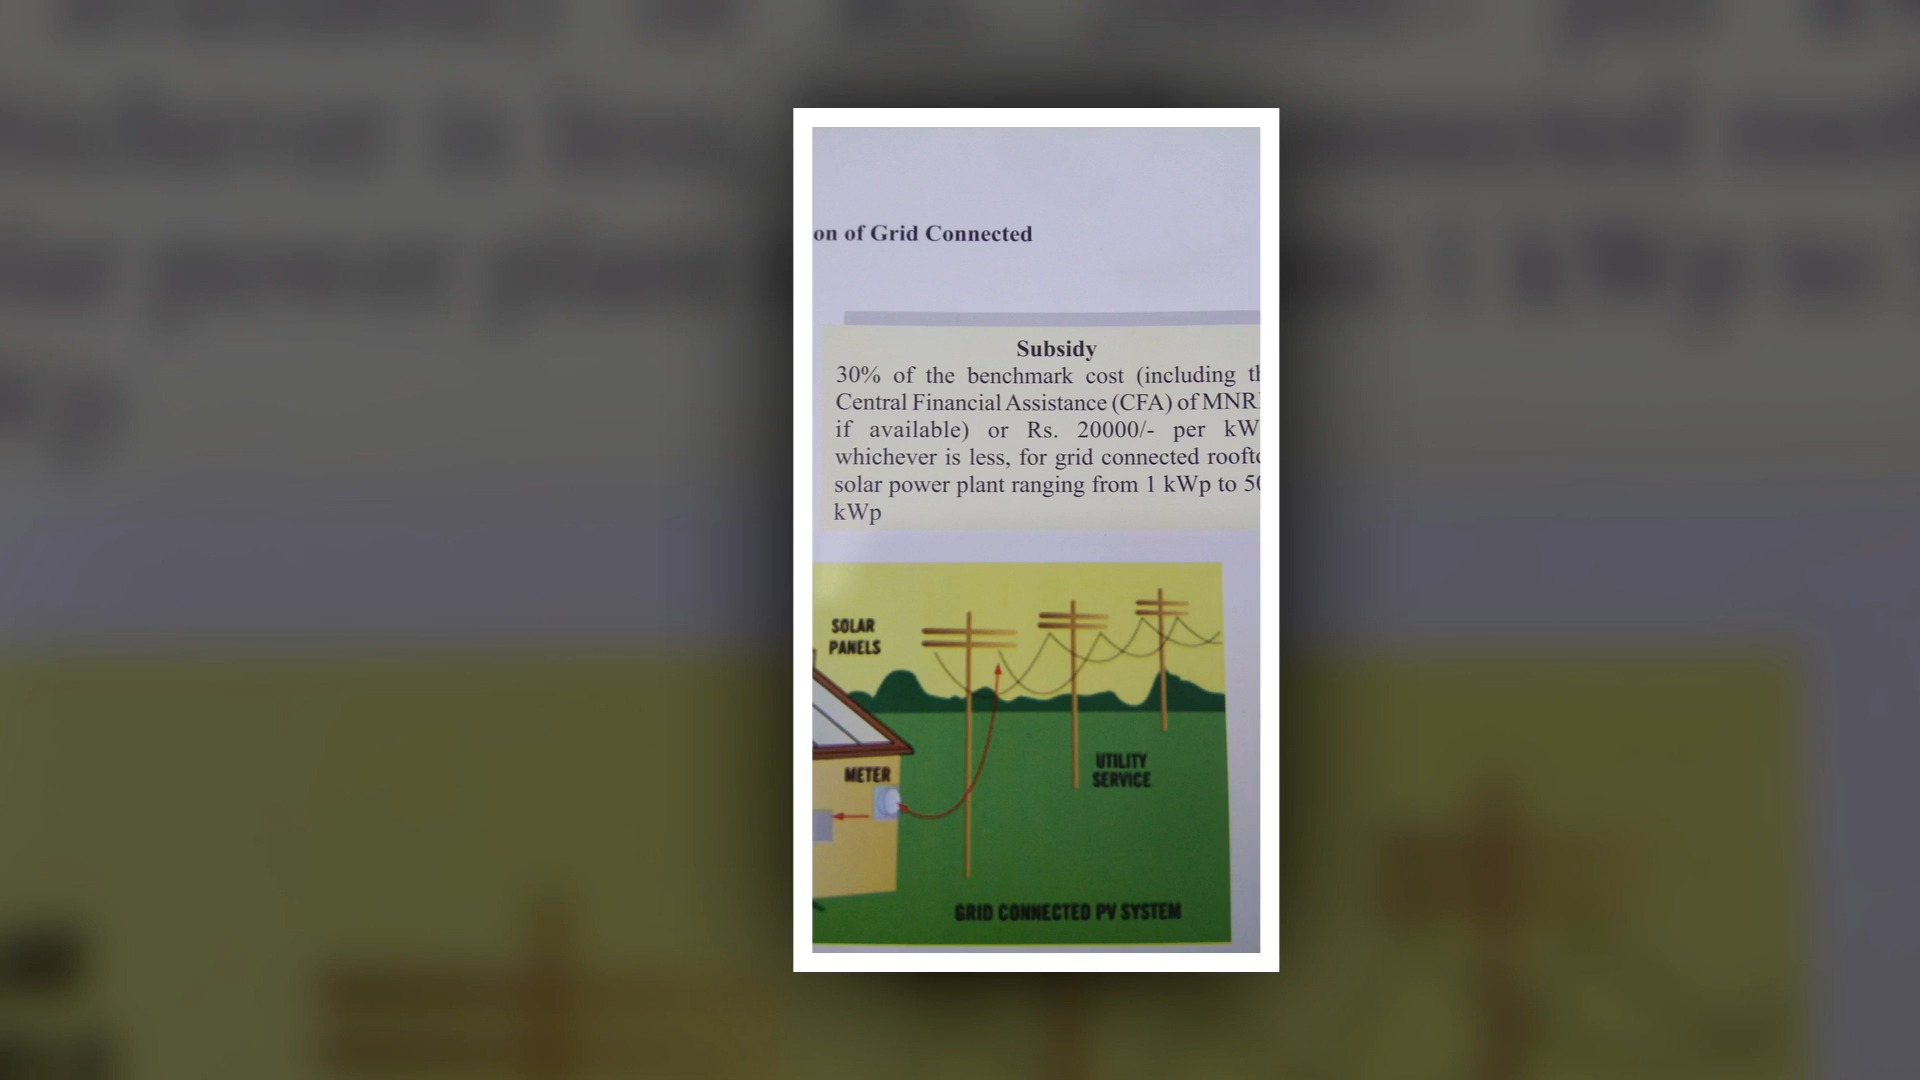 on of Grid Connected
Subsidy
30% of the benchmark cost (including
Central Financial Assistance (CFA) of
if available) or Rs. 20000/- per
whichever is less, for grid connected
solar power plant ranging from 1 kWp to
kWp
SOLAR
PANELS
METER
UTILITY
SERVICE
GRID CONNECTED PV SYSTEM